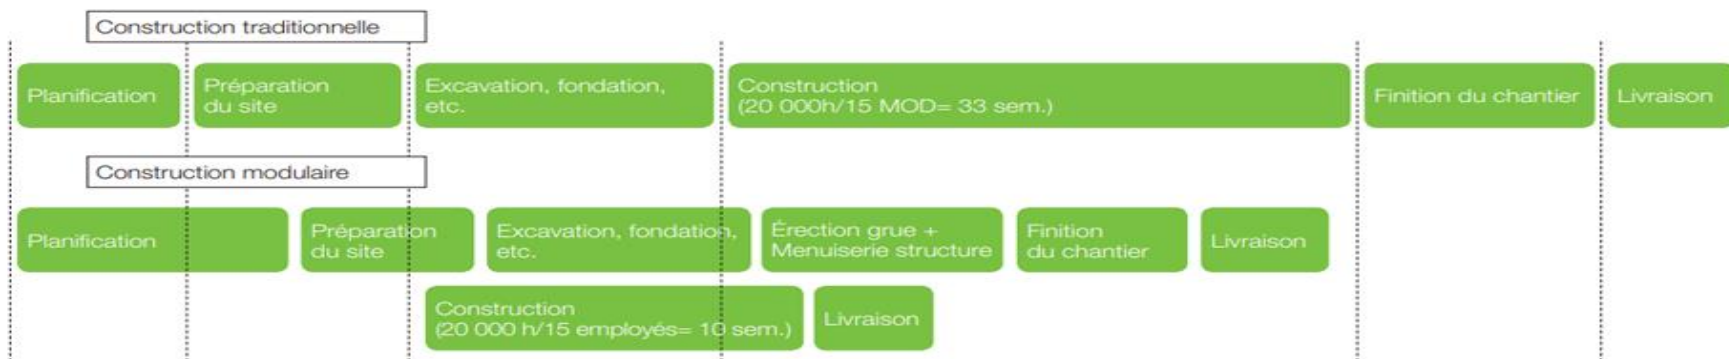 Construction traditionnelle
Planification
Préparation
du site
Excavation, fondation,
etc.
Construction
(20 000h/15 MOD= 33 sem.)
Finition du chantier
Livraison
Construction modulaire
Planification
Préparation
du site
Excavation, fondation,
etc.
Érection grue +
Menuiserie structure
Finition
du chantier
Livraison
Construction
(20 000 h/15 employés= 10 sem.)
Livraison